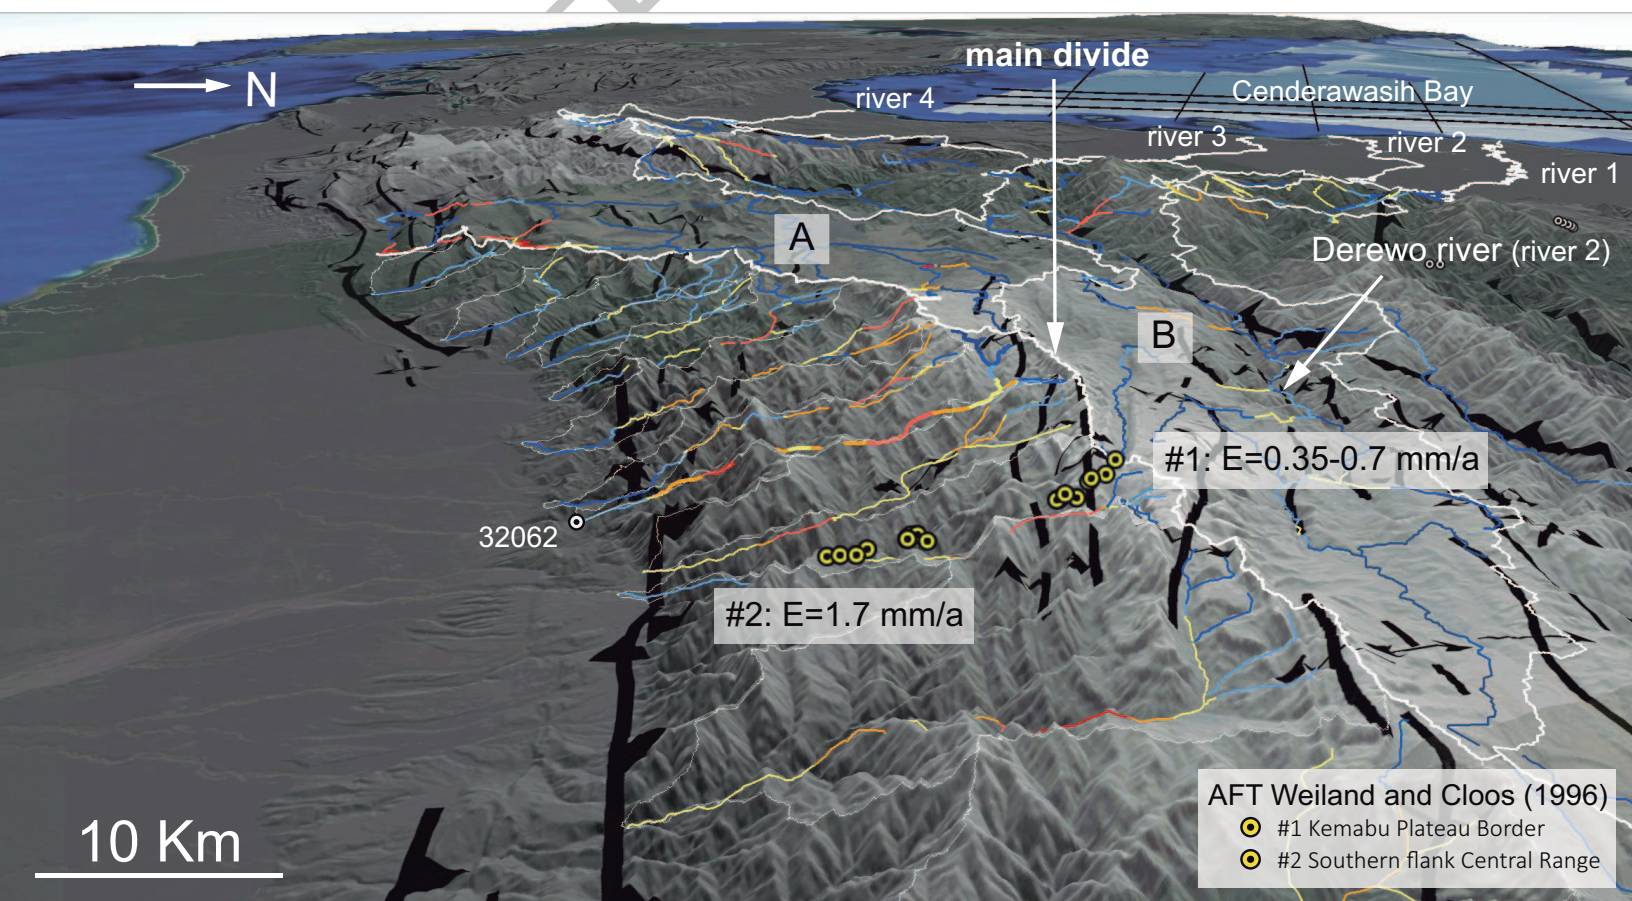 main divide
N
river 4
Cenderawasih Bay
river 3
river 2
river 1
A
Derewo river (river 2)
B
#1: E=0.35-0.7 mm/a
32062
#2: E=1.7 mm/a
10 Km
AFT Weiland and Cloos (1996)
#1 Kemabu Plateau Border
#2 Southern flank Central Range